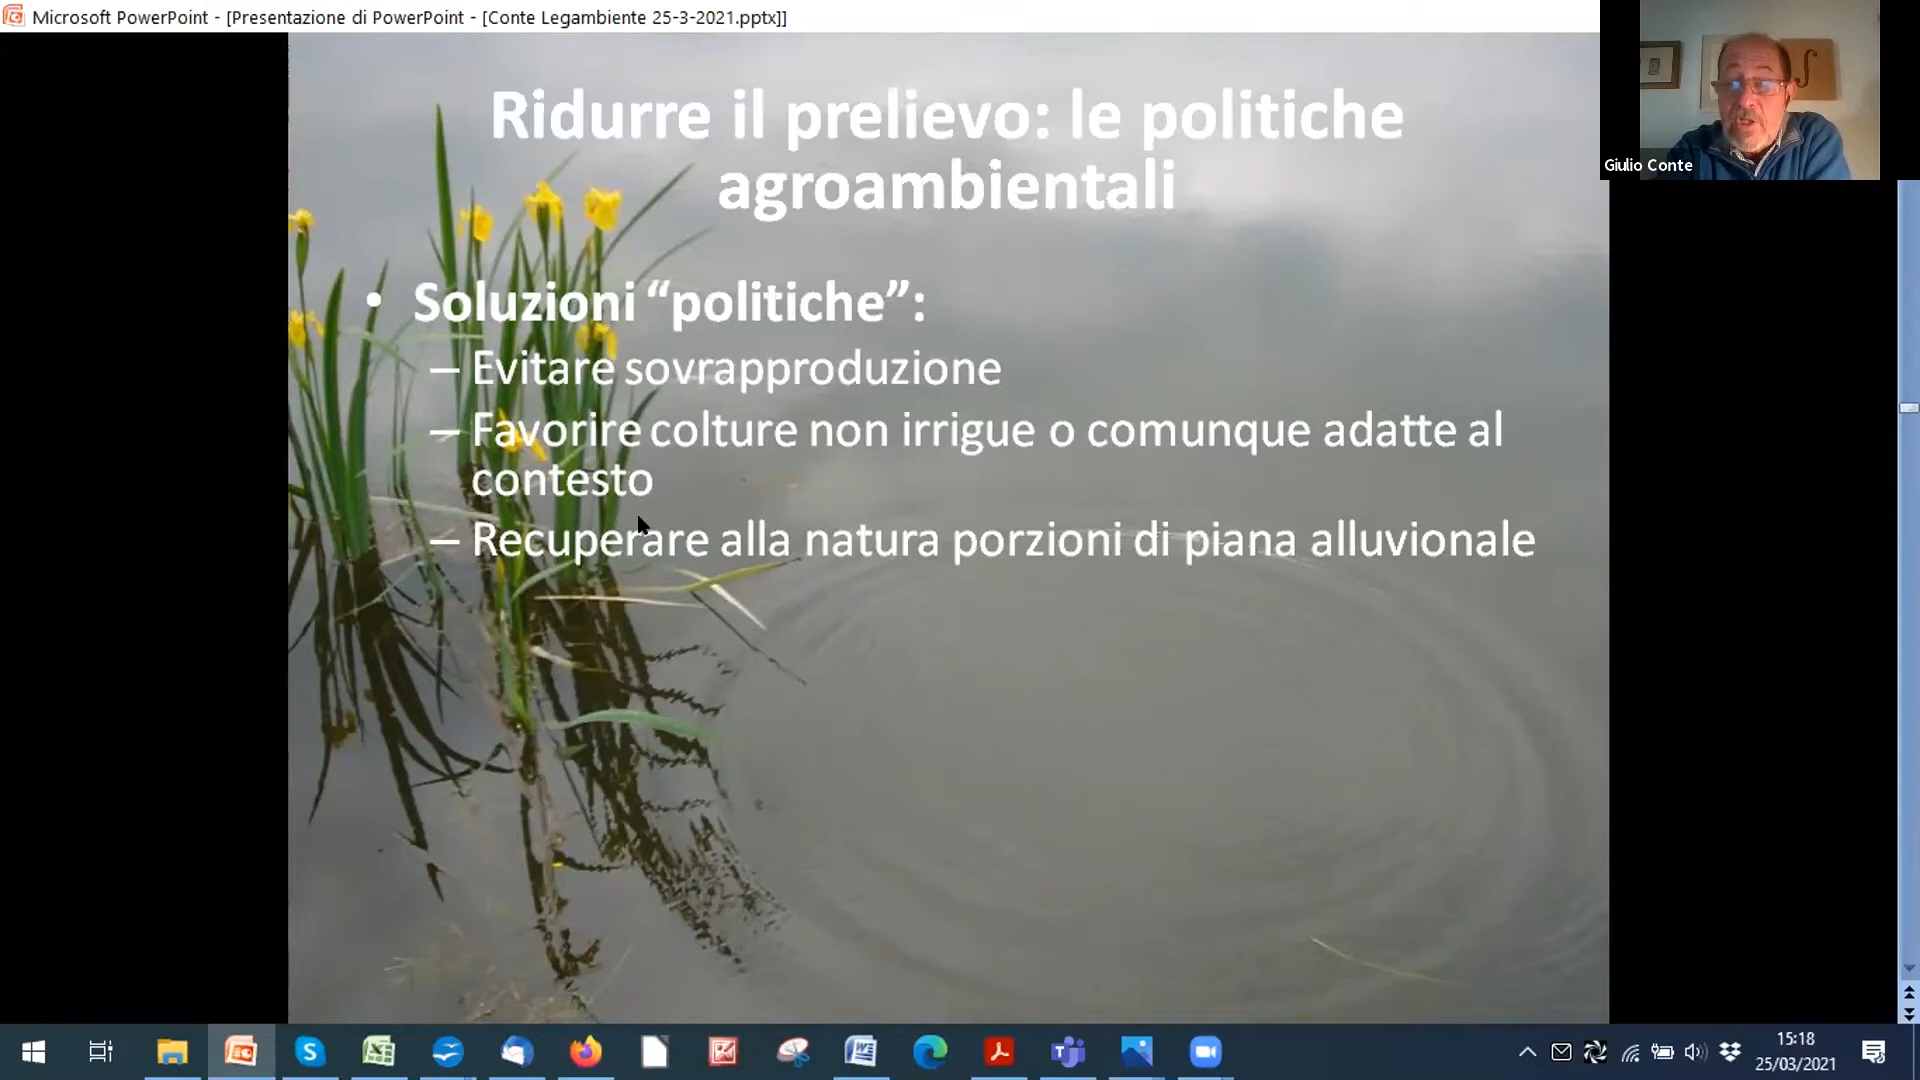 Microsoft PowerPoint - [Presentazione di PowerPoint - [Conte Legambiente 25-3-2021.pptx]]
Giulio Conte
Ridurre il prelievo: le politiche
agroambientali
• Soluzioni “politiche”:
– Evitare sovrapproduzione
– Favorire colture non irrigue o comunque adatte al
contesto
– Recuperare alla natura porzioni di piana alluvionale
15:18
25/03/2021